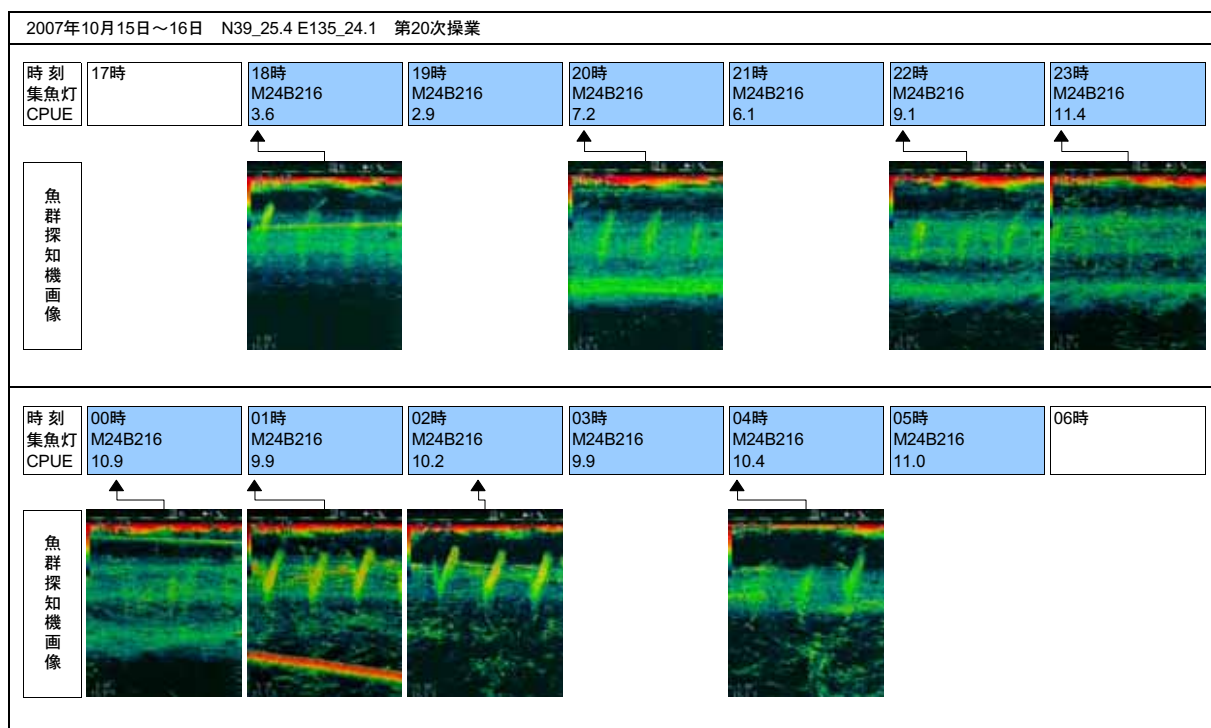 2007年10月15日～16日 N39_25.4 E135_24.1 第20次操業
時 刻 17時 18時 19時 20時 21時 22時 23時
集魚灯 M24B216 M24B216 M24B216 M24B216 M24B216 M24B216
CPUE 3.6 2.9 7.2 6.1 9.1 11.4
魚群探知機画像
時 刻 00時 01時 02時 03時 04時 05時 06時
集魚灯 M24B216 M24B216 M24B216 M24B216 M24B216 M24B216
CPUE 10.9 9.9 10.2 9.9 10.4 11.0
魚群探知機画像